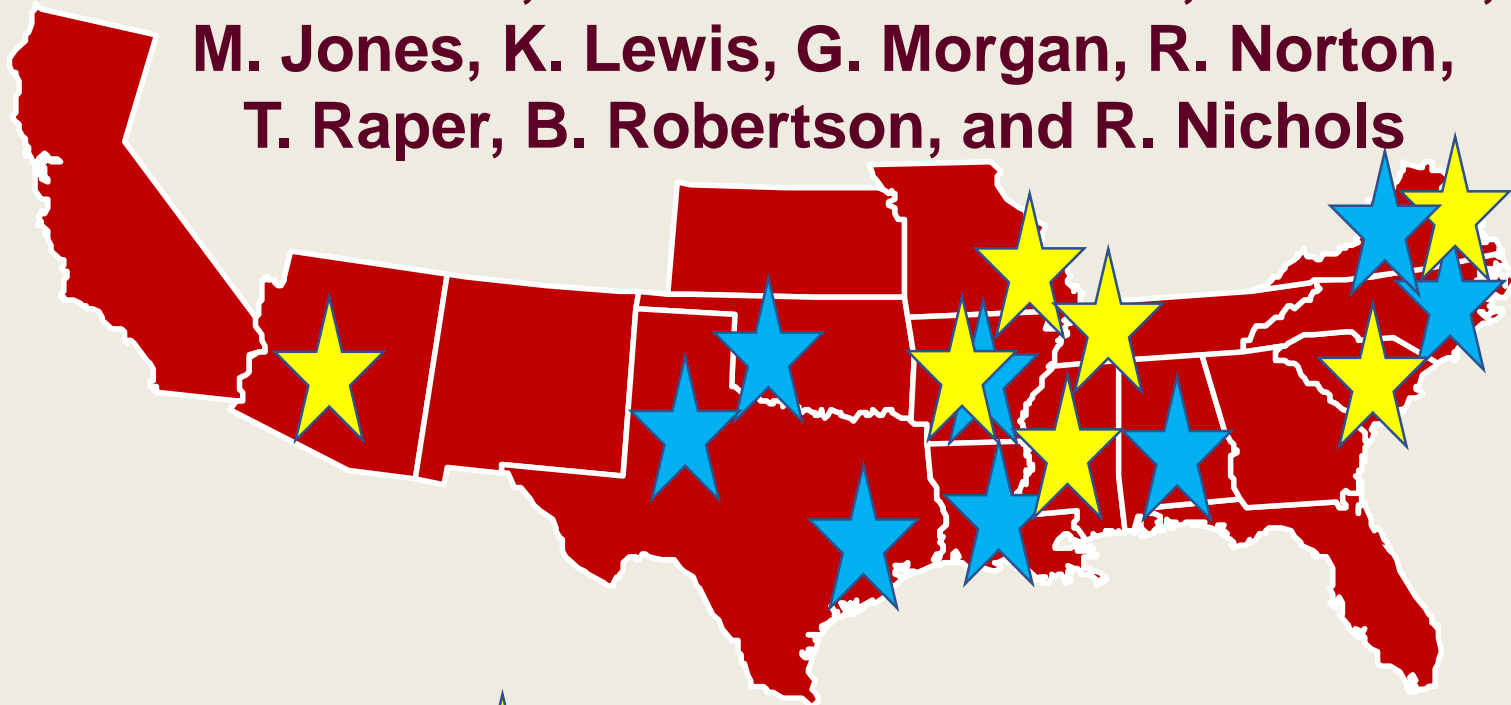 M. Jones, K. Lewis, G. Morgan, R. Norton,
T. Raper, B. Robertson, and R. Nichols